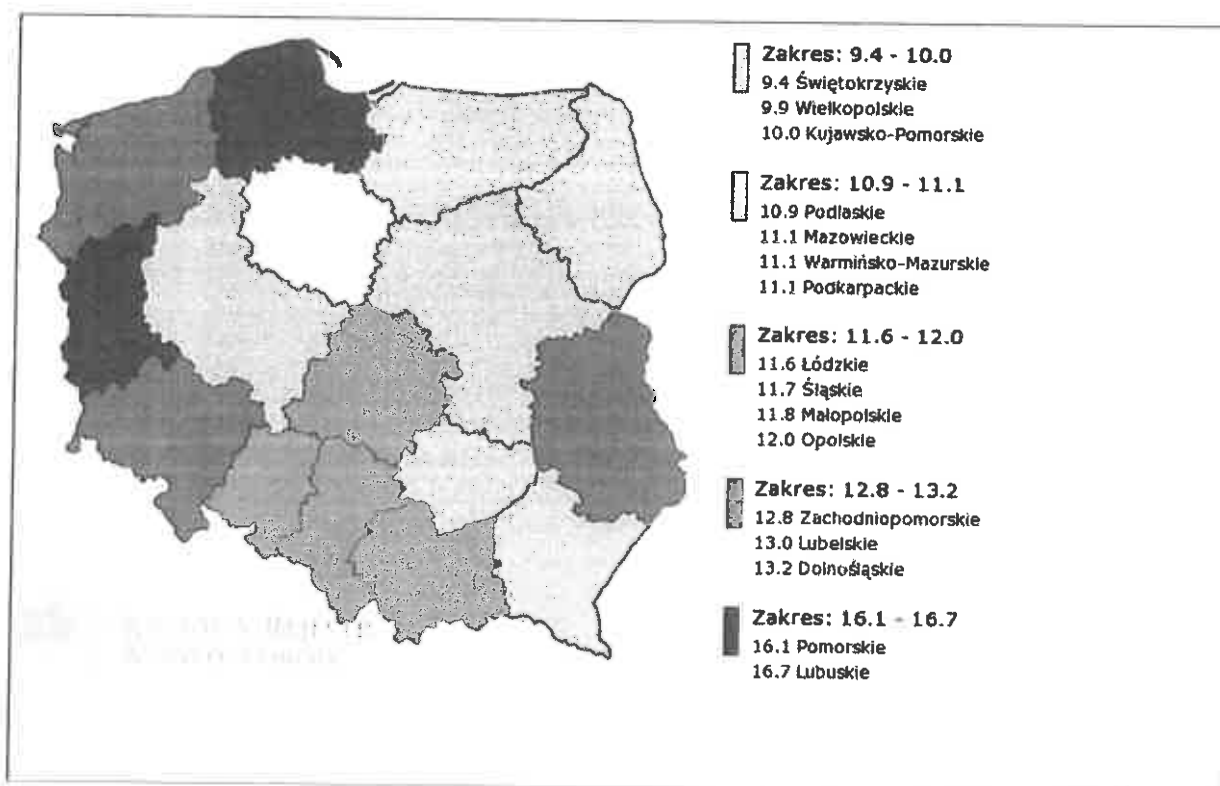 Zakres: 9.4 - 10.0
9.4 Świętokrzyskie
9.9 Wielkopolskie
10.0 Kujawsko-Pomorskie
Zakres: 10.9 - 11.1
10.9 Podlaskie
11.1 Mazowieckie
11.1 Warmińsko-Mazurskie
11.1 Podkarpackie
Zakres: 11.6 - 12.0
11.6 Łódzkie
11.7 Śląskie
11.8 Małopolskie
12.0 Opolskie
Zakres: 12.8 - 13.2
12.8 Zachodniopomorskie
13.0 Lubelskie
13.2 Dolnośląskie
Zakres: 16.1 - 16.7
16.1 Pomorskie
16.7 Lubuskie